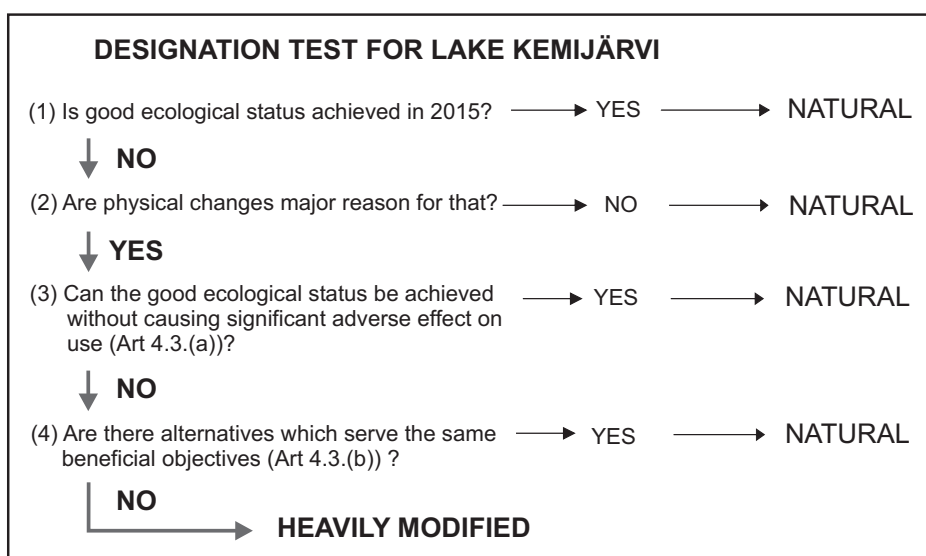 DESIGNATION TEST FOR LAKE KEMIJÄRVI
(1) Is good ecological status achieved in 2015? YES NATURAL
NO
(2) Are physical changes major reason for that? NO NATURAL
YES
(3) Can the good ecological status be achieved YES NATURAL
without causing significant adverse effect on
use (Art 4.3.(a))?
NO
(4) Are there alternatives which serve the same YES NATURAL
beneficial objectives (Art 4.3.(b)) ?
NO
HEAVILY MODIFIED